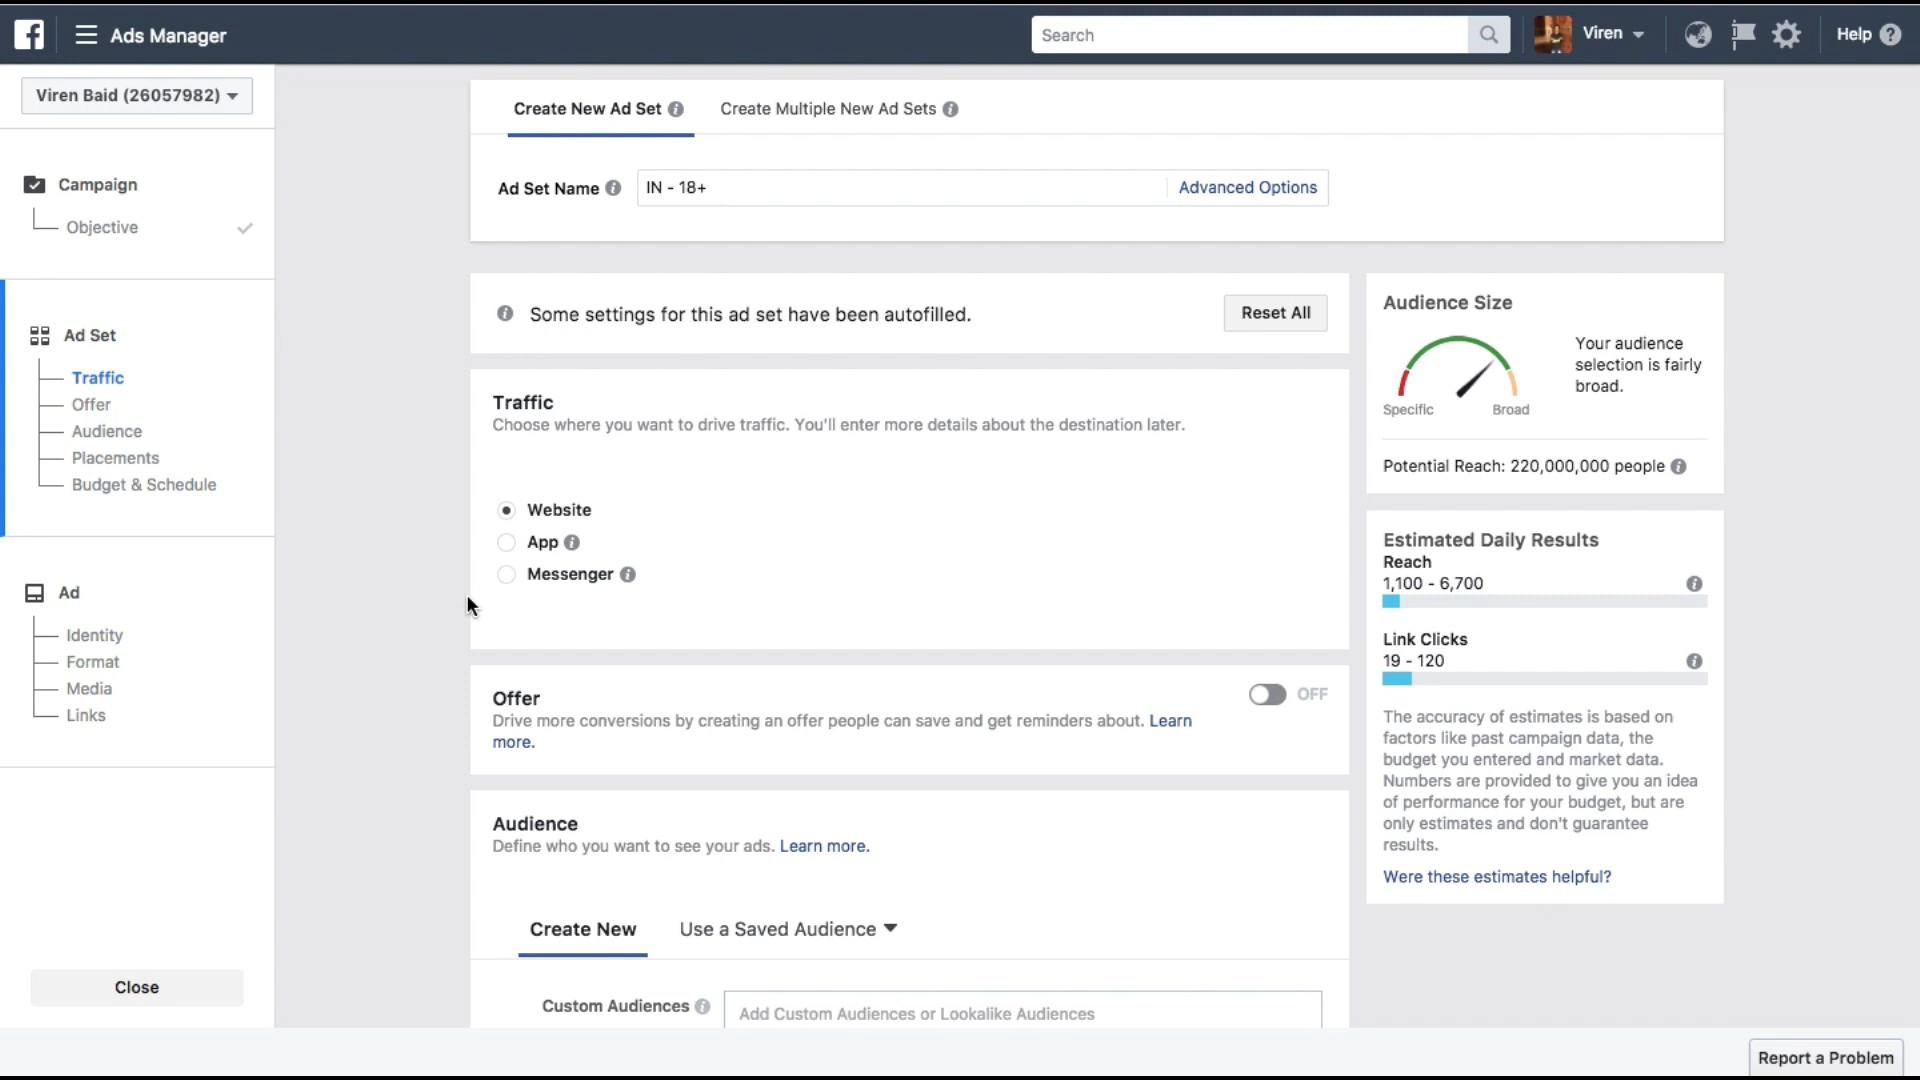 Ads Manager
Search
Viren
Help
Viren Baid (26057982)
Campaign
Objective
Ad Set
Traffic
Offer
Audience
Placements
Budget & Schedule
Ad
Identity
Format
Media
Links
Close
Create New Ad Set
Create Multiple New Ad Sets
Ad Set Name
IN - 18+
Advanced Options
Some settings for this ad set have been autofilled.
Reset All
Traffic
Choose where you want to drive traffic. You'll enter more details about the destination later.
Website
App
Messenger
Offer
OFF
Drive more conversions by creating an offer people can save and get reminders about. Learn
more.
Audience
Define who you want to see your ads. Learn more.
Create New
Use a Saved Audience
Custom Audiences
Add Custom Audiences or Lookalike Audiences
Audience Size
Your audience
selection is fairly
broad.
Specific
Broad
Potential Reach: 220,000,000 people
Estimated Daily Results
Reach
1,100 - 6,700
Link Clicks
19 - 120
The accuracy of estimates is based on
factors like past campaign data, the
budget you entered and market data.
Numbers are provided to give you an idea
of performance for your budget, but are
only estimates and don't guarantee
results.
Were these estimates helpful?
Report a Problem